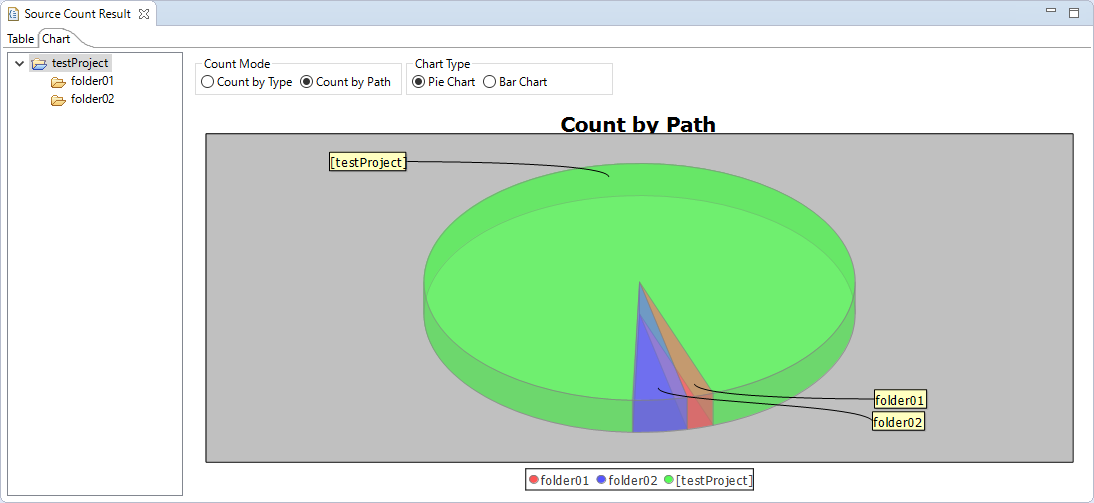 Source Count Result
Table Chart
testProject
folder01
folder02
Count Mode
Count by Type Count by Path
Chart Type
Pie Chart Bar Chart
Count by Path
[testProject]
folder01
folder02
folder01 folder02 [testProject]